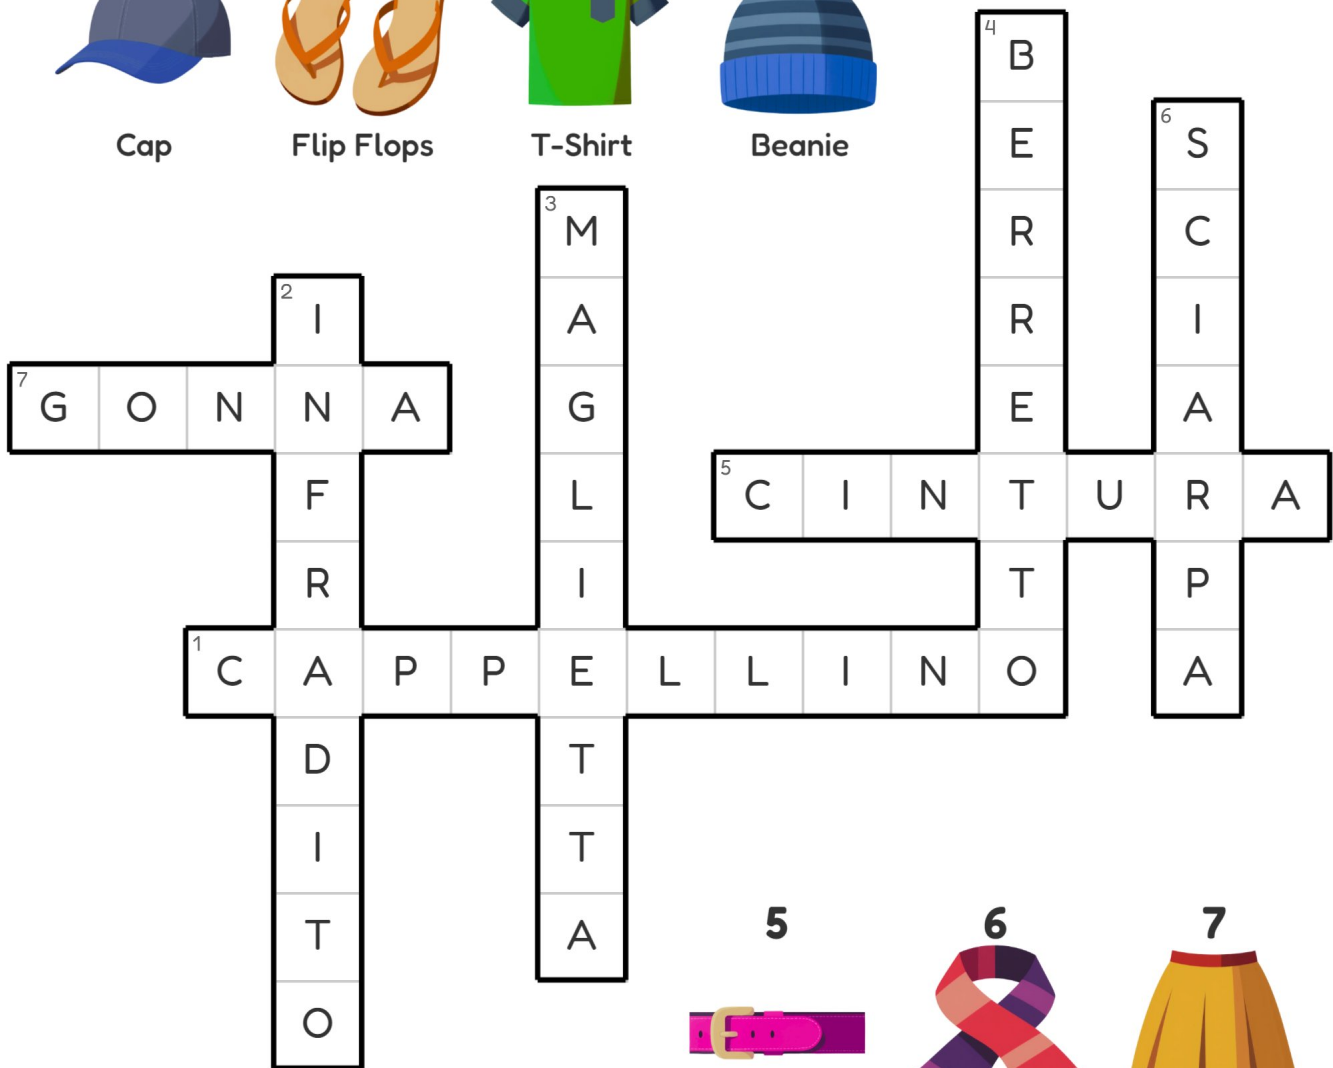 Cap
Flip Flops
T-Shirt
Beanie
4
B
E
R
R
E
T
T
O
6
S
C
I
A
R
P
A
3
M
A
G
L
I
E
T
T
A
2
I
N
F
R
A
D
I
T
O
7
G O N N A
5
C I N T U R A
1
C A P P E L L I N O
5
6
7